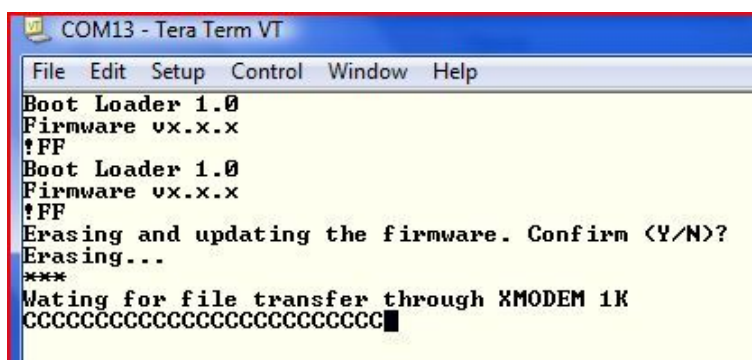 COM13 - Tera Term VT
File Edit Setup Control Window Help
Boot Loader 1.0
Firmware vx.x.x
!FF
Boot Loader 1.0
Firmware vx.x.x
!FF
Erasing and updating the firmware. Confirm (Y/N)?
Erasing...
***
Wating for file transfer through XMODEM 1K
CCCCCCCCCCCCCCCCCCCCCCCCC